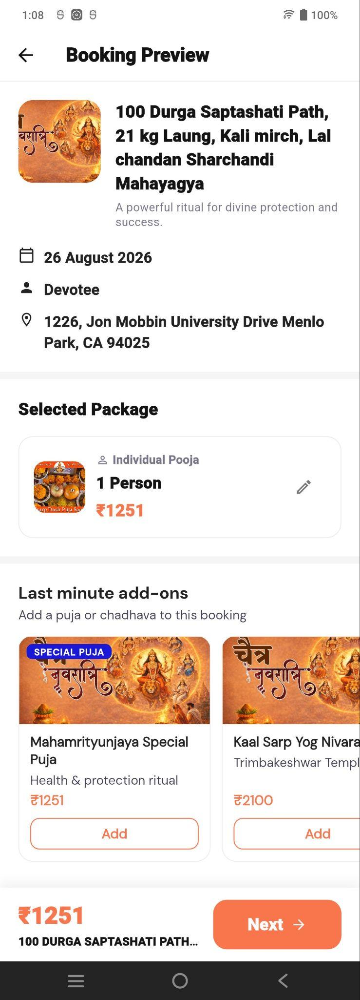 1:08
100%
Booking Preview
वरात्रि
100 Durga Saptashati Path,
21 kg Laung, Kali mirch, Lal
chandan Sharchandi
Mahayagya
A powerful ritual for divine protection and
success.
26 August 2026
Devotee
1226, Jon Mobbin University Drive Menlo
Park, CA 94025
Selected Package
Individual Pooja
1 Person
₹1251
arp Dosh Puja Sam
Last minute add-ons
Add a puja or chadhava to this booking
SPECIAL PUJA
नवरात्रि
चैत्र
नवरात्रि
Mahamrityunjaya Special
Puja
Health & protection ritual
₹1251
Add
Kaal Sarp Yog Nivara
Trimbakeshwar Templ
₹2100
Add
₹1251
100 DURGA SAPTASHATI PATH...
Next